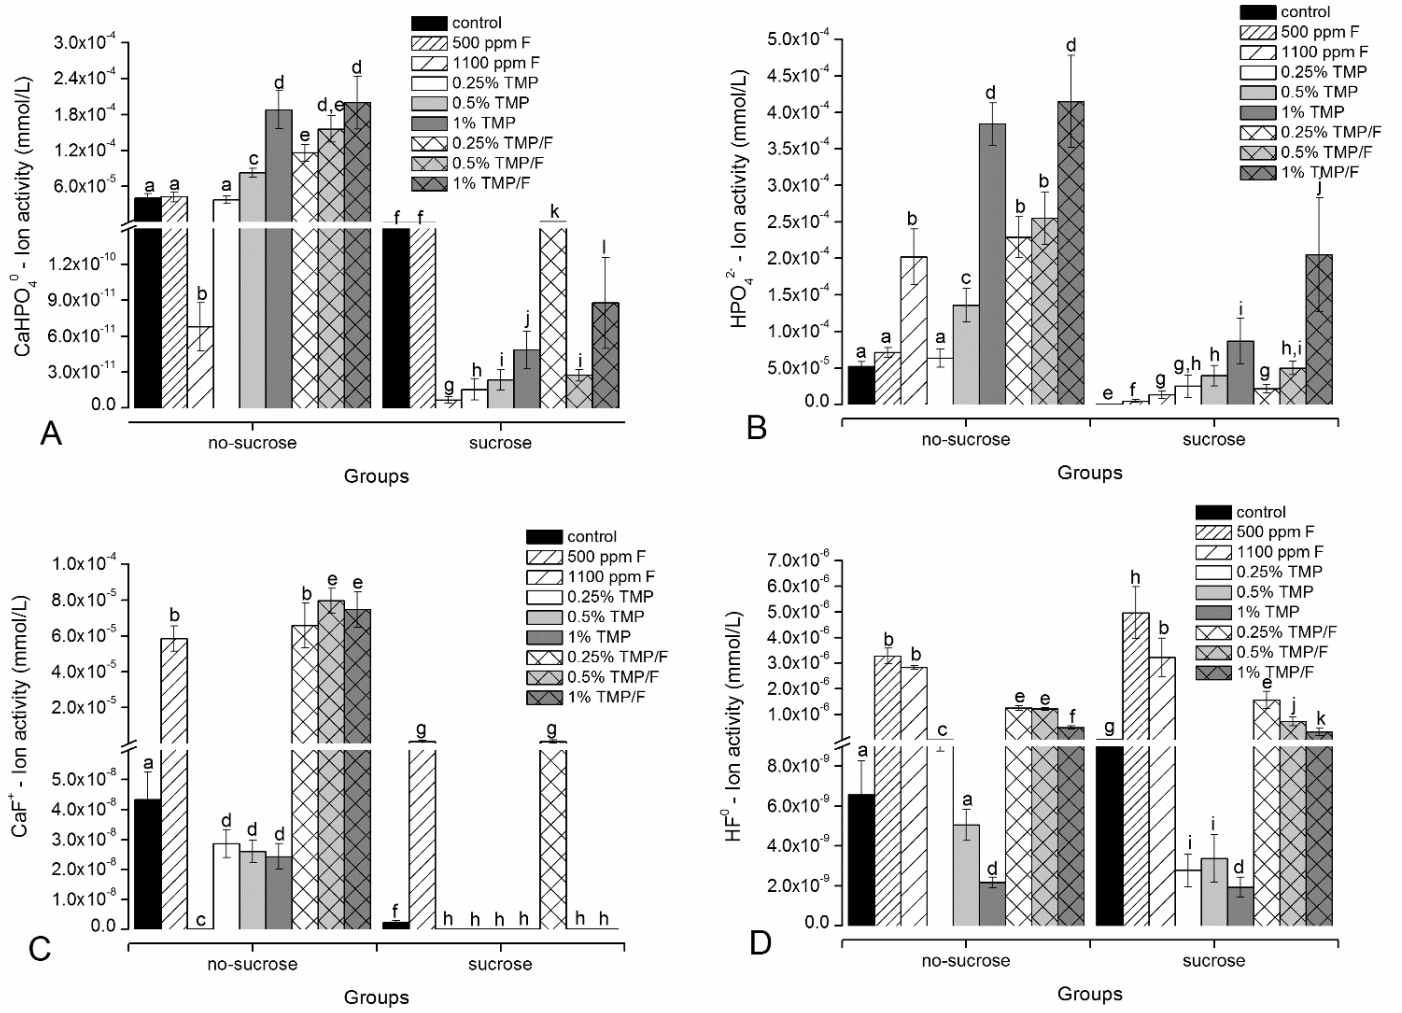 control
500 ppm F
1100 ppm F
0.25% TMP
0.5% TMP
1% TMP
0.25% TMP/F
0.5% TMP/F
1% TMP/F
CaHPO₄⁰ - Ion activity (mmol/L)
3.0x10⁻⁴
2.4x10⁻⁴
1.8x10⁻⁴
1.2x10⁻⁴
6.0x10⁻⁵
1.2x10⁻¹⁰
9.0x10⁻¹¹
6.0x10⁻¹¹
3.0x10⁻¹¹
0.0
a a b a c d e d,e d
f f g h i j k i l
no-sucrose sucrose
Groups
A
control
500 ppm F
1100 ppm F
0.25% TMP
0.5% TMP
1% TMP
0.25% TMP/F
0.5% TMP/F
1% TMP/F
HPO₄²⁻ - Ion activity (mmol/L)
5.0x10⁻⁴
4.5x10⁻⁴
4.0x10⁻⁴
3.5x10⁻⁴
3.0x10⁻⁴
2.5x10⁻⁴
2.0x10⁻⁴
1.5x10⁻⁴
1.0x10⁻⁴
5.0x10⁻⁵
0.0
a a b a c d b b d
e f g g,h h i g h,i j
no-sucrose sucrose
Groups
B
control
500 ppm F
1100 ppm F
0.25% TMP
0.5% TMP
1% TMP
0.25% TMP/F
0.5% TMP/F
1% TMP/F
CaF⁺ - Ion activity (mmol/L)
1.0x10⁻⁴
8.0x10⁻⁵
6.0x10⁻⁵
4.0x10⁻⁵
2.0x10⁻⁵
5.0x10⁻⁸
4.0x10⁻⁸
3.0x10⁻⁸
2.0x10⁻⁸
1.0x10⁻⁸
0.0
a b c d d d b e e
f g h h h h g h h
no-sucrose sucrose
Groups
C
control
500 ppm F
1100 ppm F
0.25% TMP
0.5% TMP
1% TMP
0.25% TMP/F
0.5% TMP/F
1% TMP/F
HF⁰ - Ion activity (mmol/L)
7.0x10⁻⁶
6.0x10⁻⁶
5.0x10⁻⁶
4.0x10⁻⁶
3.0x10⁻⁶
2.0x10⁻⁶
1.0x10⁻⁶
8.0x10⁻⁹
6.0x10⁻⁹
4.0x10⁻⁹
2.0x10⁻⁹
0.0
a b b c a d e e f
g h b i i d e j k
no-sucrose sucrose
Groups
D